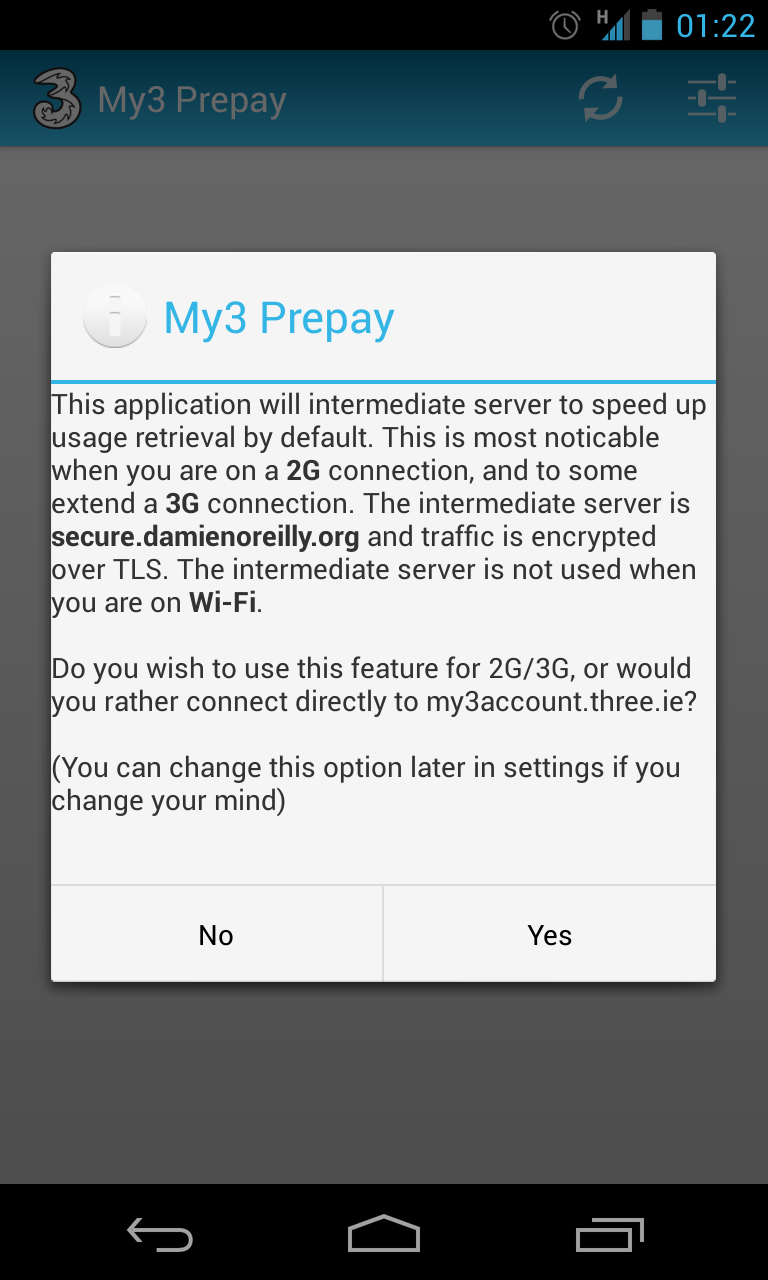 H 01:22
3 My3 Prepay
My3 Prepay
This application will intermediate server to speed up
usage retrieval by default. This is most noticable
when you are on a 2G connection, and to some
extend a 3G connection. The intermediate server is
secure.damienoreilly.org and traffic is encrypted
over TLS. The intermediate server is not used when
you are on Wi-Fi.
Do you wish to use this feature for 2G/3G, or would
you rather connect directly to my3account.three.ie?
(You can change this option later in settings if you
change your mind)
No Yes